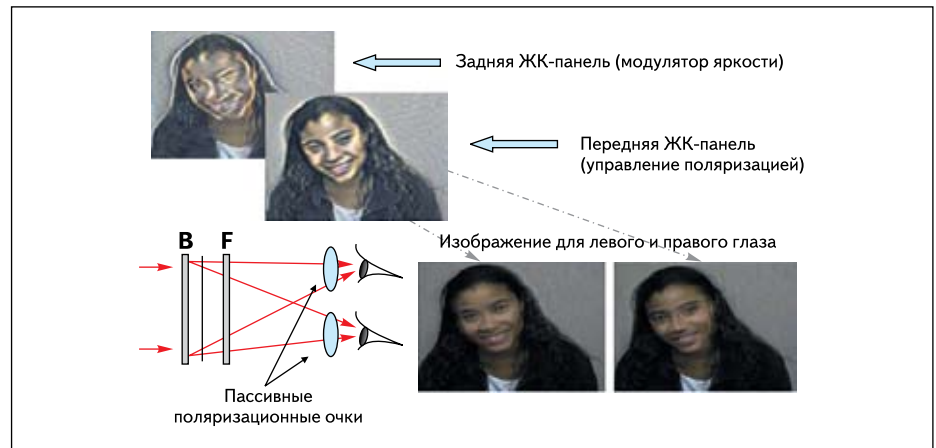 Задняя ЖК-панель (модулятор яркости)
Передняя ЖК-панель
(управление поляризацией)
Изображение для левого и правого глаза
B F
Пассивные
поляризационные очки